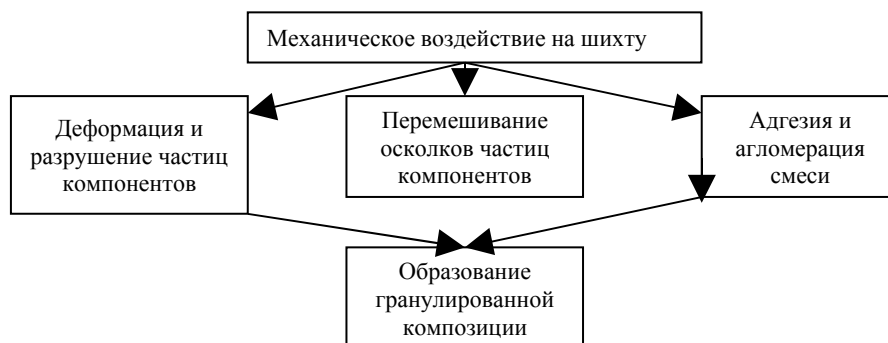 Механическое воздействие на шихту
Деформация и
разрушение частиц
компонентов
Перемешивание
осколков частиц
компонентов
Адгезия и
агломерация
смеси
Образование
гранулированной
композиции